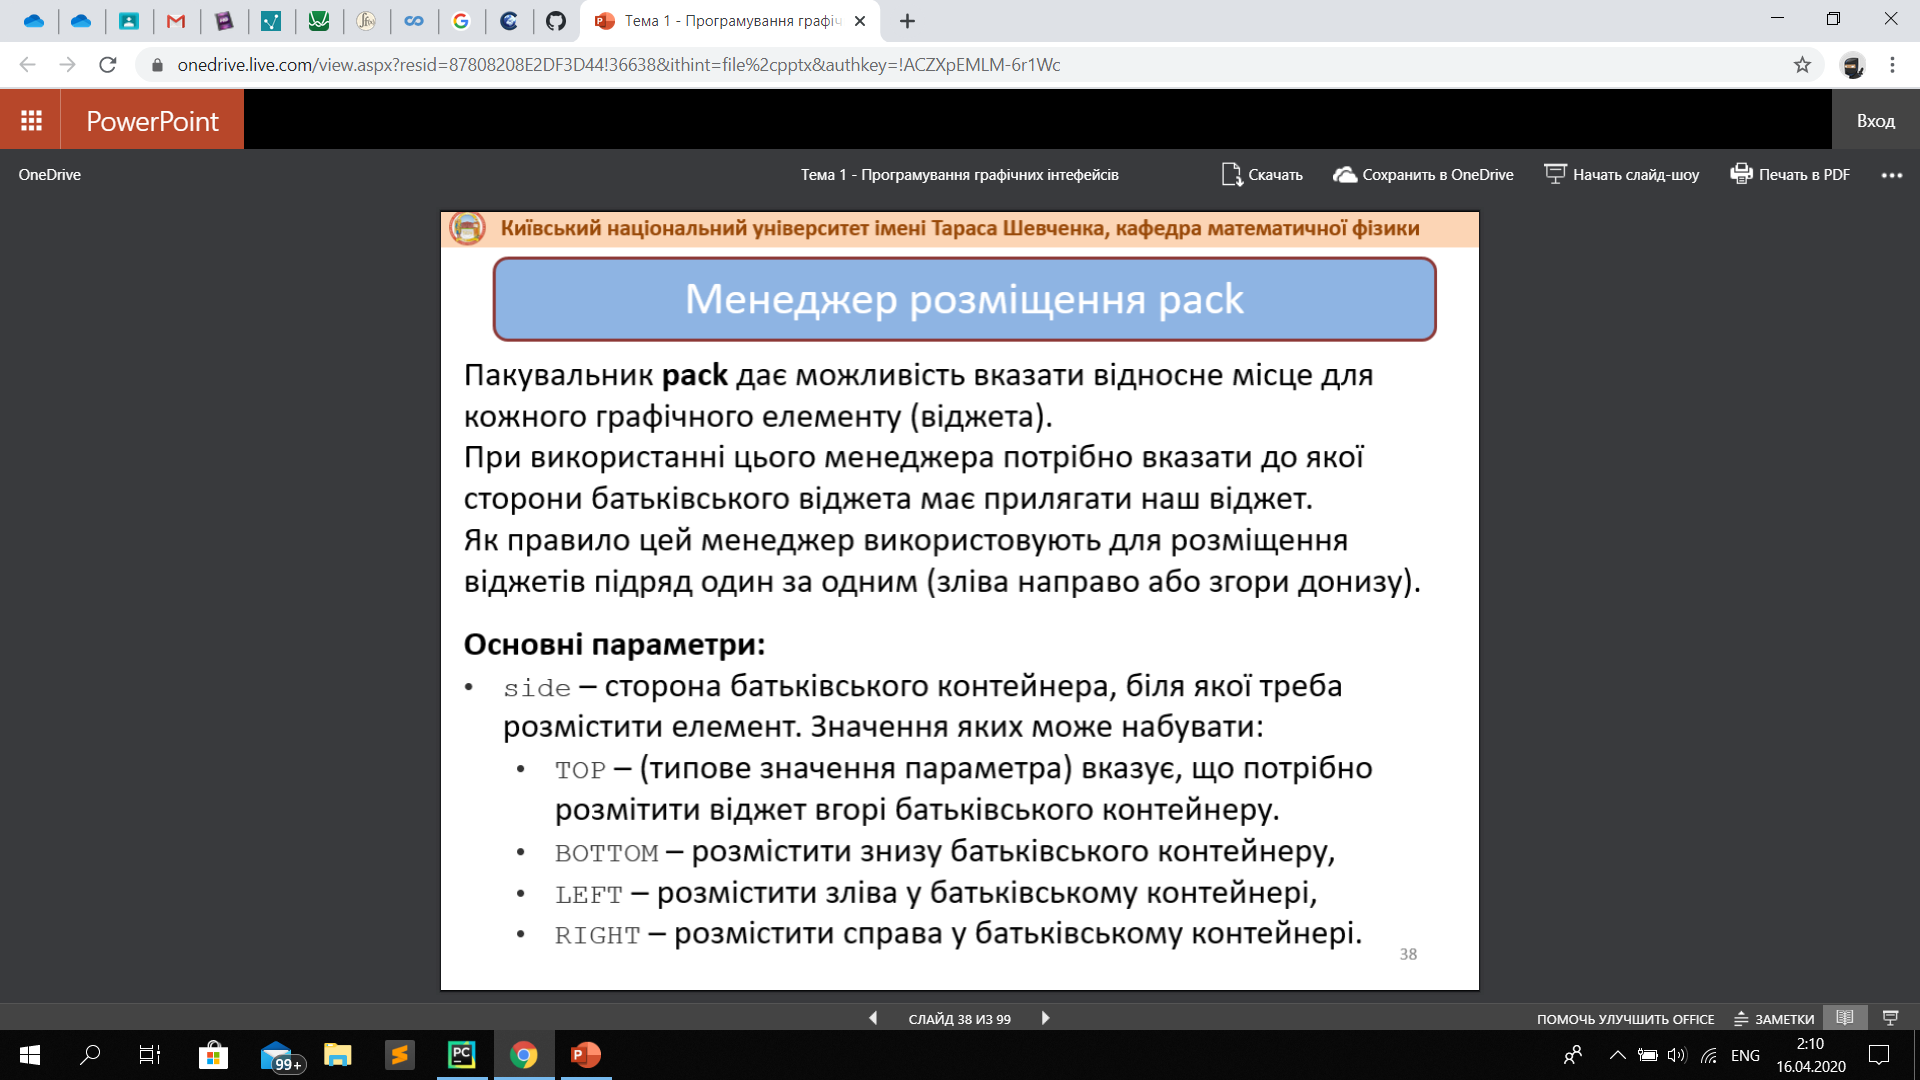 Тема 1 - Програмування графіч
onedrive.live.com/view.aspx?resid=87808208E2DF3D44!36638&ithint=file%2cpptx&authkey=!ACZXpEMLM-6r1Wc
PowerPoint
Вход
OneDrive
Тема 1 - Програмування графічних інтефейсів
Скачать
Сохранить в OneDrive
Начать слайд-шоу
Печать в PDF
Київський національний університет імені Тараса Шевченка, кафедра математичної фізики
Менеджер розміщення pack
Пакувальник pack дає можливість вказати відносне місце для
кожного графічного елементу (віджета).
При використанні цього менеджера потрібно вказати до якої
сторони батьківського віджета має прилягати наш віджет.
Як правило цей менеджер використовують для розміщення
віджетів підряд один за одним (зліва направо або згори донизу).
Основні параметри:
• side – сторона батьківського контейнера, біля якої треба
розмістити елемент. Значення яких може набувати:
• TOP – (типове значення параметра) вказує, що потрібно
розмітити віджет вгорі батьківського контейнеру.
• BOTTOM – розмістити знизу батьківського контейнеру,
• LEFT – розмістити зліва у батьківському контейнері,
• RIGHT – розмістити справа у батьківському контейнері.
38
СЛАЙД 38 ИЗ 99
ПОМОЧЬ УЛУЧШИТЬ OFFICE
ЗАМЕТКИ
99+
PC
ENG
2:10
16.04.2020